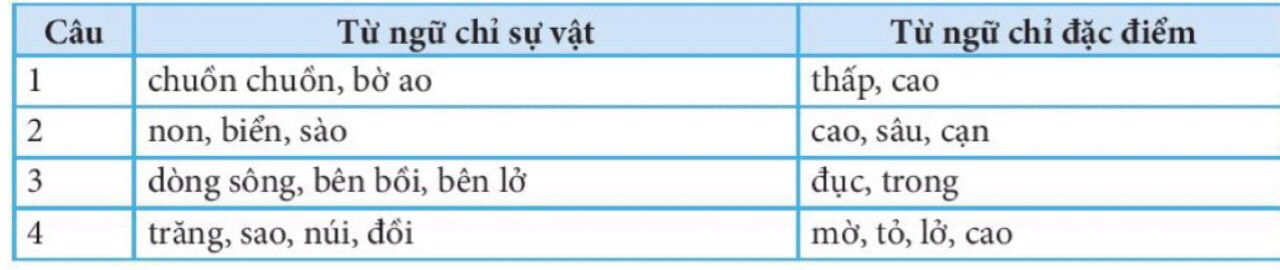 Câu Từ ngữ chỉ sự vật Từ ngữ chỉ đặc điểm
1 chuồn chuồn, bờ ao thấp, cao
2 non, biển, sào cao, sâu, cạn
3 dòng sông, bên bồi, bên lở đục, trong
4 trăng, sao, núi, đồi mờ, tỏ, lở, cao